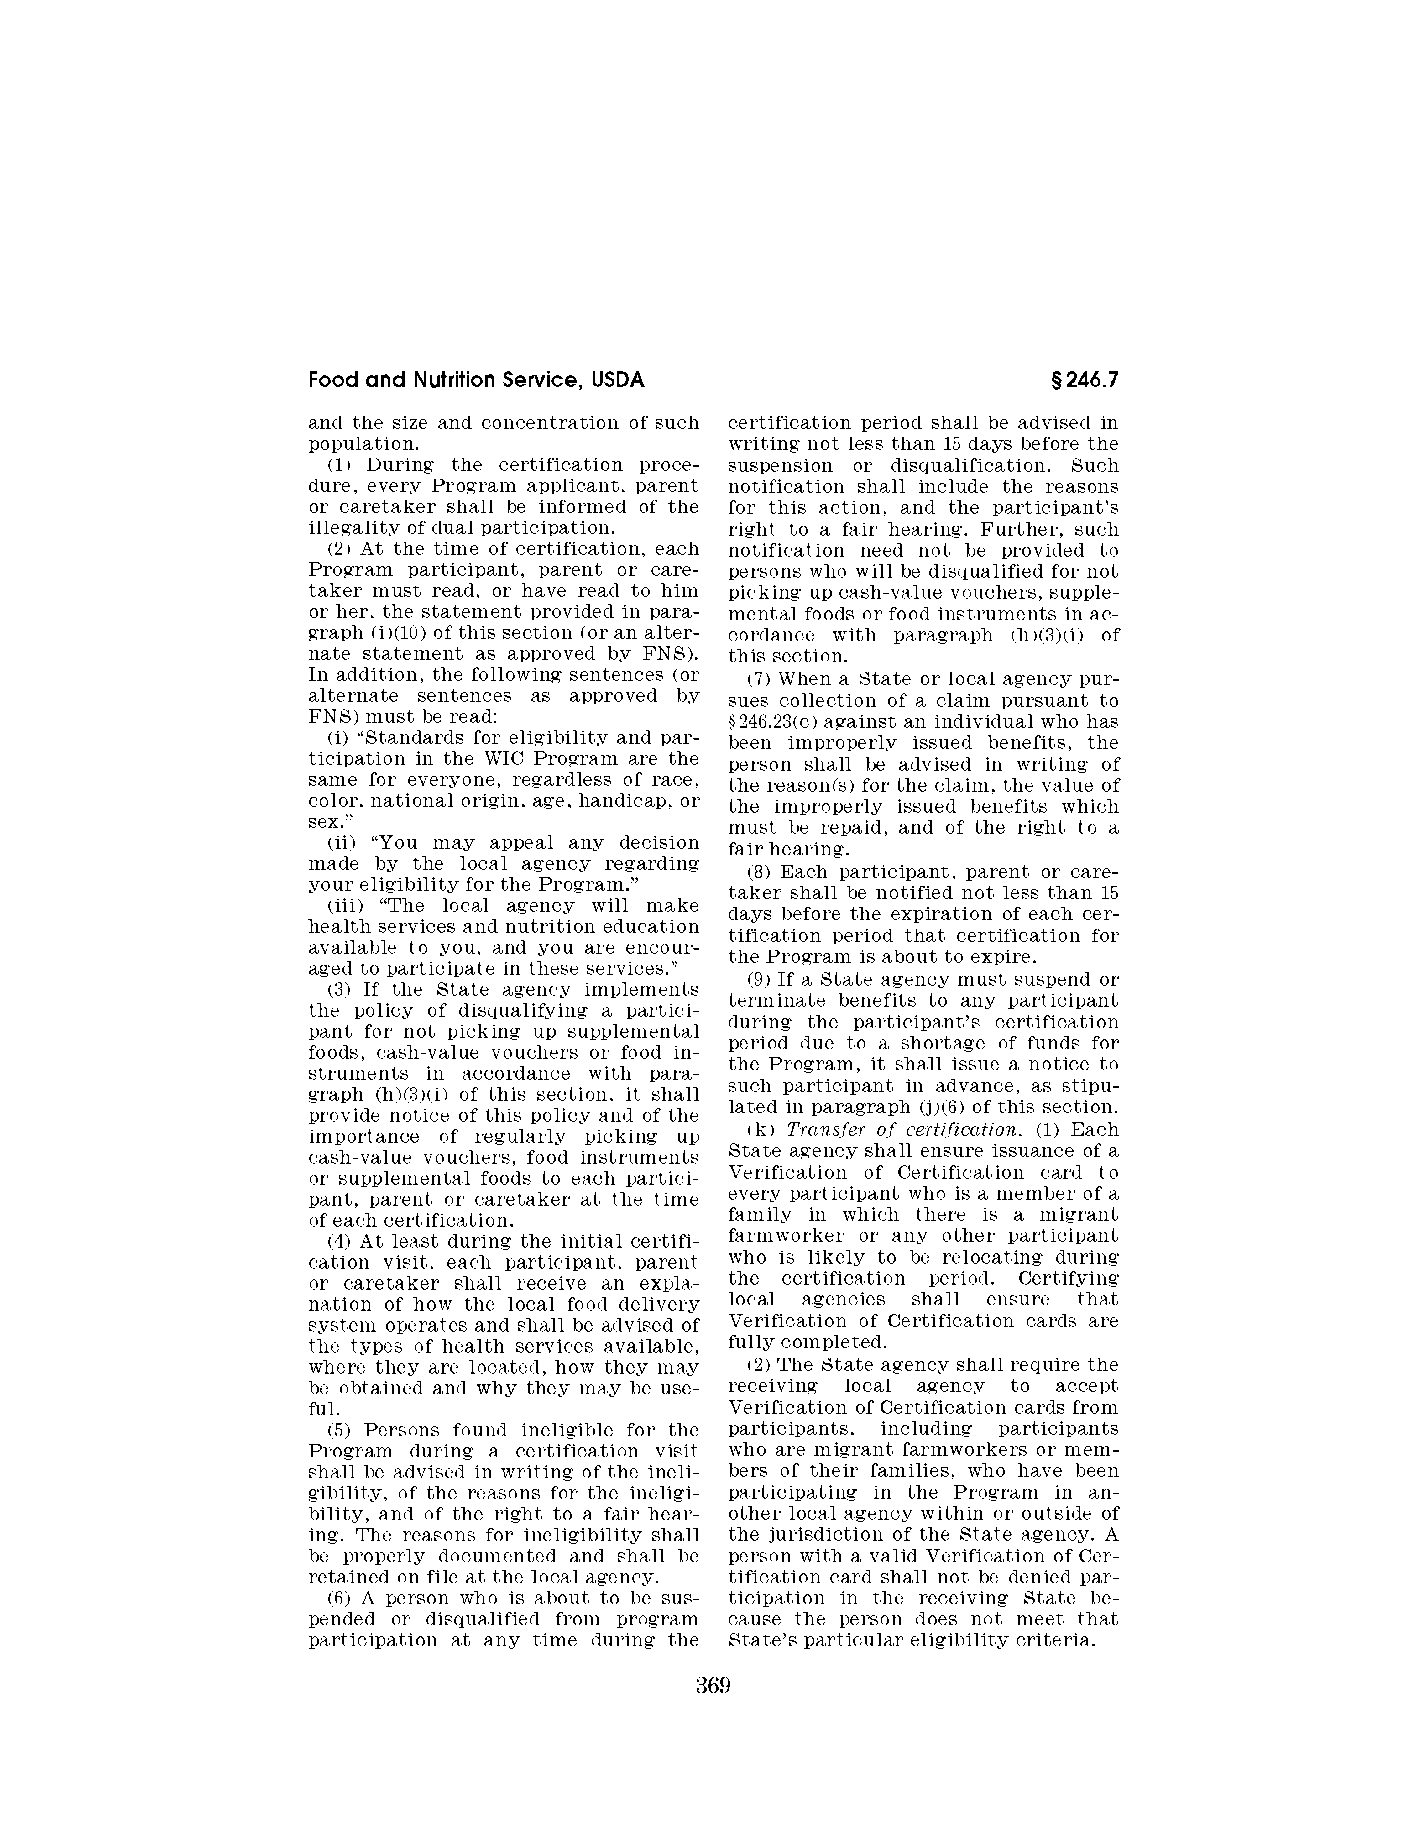 Food and Nutrition Service, USDA
§ 246.7
and the size and concentration of such
population.
(1) During the certification proce-
dure, every Program applicant, parent
or caretaker shall be informed of the
illegality of dual participation.
(2) At the time of certification, each
Program participant, parent or care-
taker must read, or have read to him
or her, the statement provided in para-
graph (i)(10) of this section (or an alter-
nate statement as approved by FNS).
In addition, the following sentences (or
alternate sentences as approved by
FNS) must be read:
(i) “Standards for eligibility and par-
ticipation in the WIC Program are the
same for everyone, regardless of race,
color, national origin, age, handicap, or
sex.”
(ii) “You may appeal any decision
made by the local agency regarding
your eligibility for the Program.”
(iii) “The local agency will make
health services and nutrition education
available to you, and you are encour-
aged to participate in these services.”
(3) If the State agency implements
the policy of disqualifying a partici-
pant for not picking up supplemental
foods, cash-value vouchers or food in-
struments in accordance with para-
graph (h)(3)(i) of this section, it shall
provide notice of this policy and of the
importance of regularly picking up
cash-value vouchers, food instruments
or supplemental foods to each partici-
pant, parent or caretaker at the time
of each certification.
(4) At least during the initial certifi-
cation visit, each participant, parent
or caretaker shall receive an expla-
nation of how the local food delivery
system operates and shall be advised of
the types of health services available,
where they are located, how they may
be obtained and why they may be use-
ful.
(5) Persons found ineligible for the
Program during a certification visit
shall be advised in writing of the ineli-
gibility, of the reasons for the ineligi-
bility, and of the right to a fair hear-
ing. The reasons for ineligibility shall
be properly documented and shall be
retained on file at the local agency.
(6) A person who is about to be sus-
pended or disqualified from program
participation at any time during the
certification period shall be advised in
writing not less than 15 days before the
suspension or disqualification. Such
notification shall include the reasons
for this action, and the participant’s
right to a fair hearing. Further, such
notification need not be provided to
persons who will be disqualified for not
picking up cash-value vouchers, supple-
mental foods or food instruments in ac-
cordance with paragraph (h)(3)(i) of
this section.
(7) When a State or local agency pur-
sues collection of a claim pursuant to
§ 246.23(c) against an individual who has
been improperly issued benefits, the
person shall be advised in writing of
the reason(s) for the claim, the value of
the improperly issued benefits which
must be repaid, and of the right to a
fair hearing.
(8) Each participant, parent or care-
taker shall be notified not less than 15
days before the expiration of each cer-
tification period that certification for
the Program is about to expire.
(9) If a State agency must suspend or
terminate benefits to any participant
during the participant’s certification
period due to a shortage of funds for
the Program, it shall issue a notice to
such participant in advance, as stipu-
lated in paragraph (j)(6) of this section.
(k) Transfer of certification. (1) Each
State agency shall ensure issuance of a
Verification of Certification card to
every participant who is a member of a
family in which there is a migrant
farmworker or any other participant
who is likely to be relocating during
the certification period. Certifying
local agencies shall ensure that
Verification of Certification cards are
fully completed.
(2) The State agency shall require the
receiving local agency to accept
Verification of Certification cards from
participants, including participants
who are migrant farmworkers or mem-
bers of their families, who have been
participating in the Program in an-
other local agency within or outside of
the jurisdiction of the State agency. A
person with a valid Verification of Cer-
tification card shall not be denied par-
ticipation in the receiving State be-
cause the person does not meet that
State’s particular eligibility criteria.
369